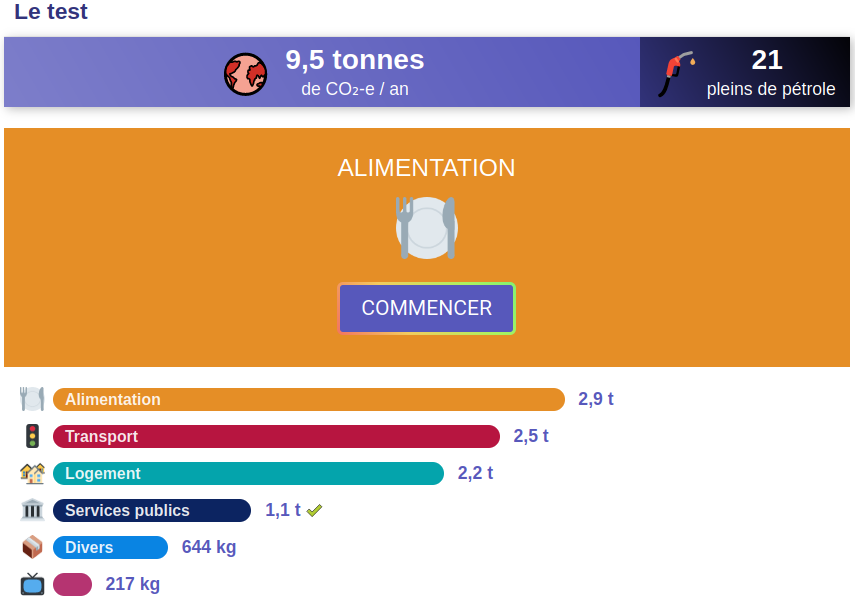 Le test
9,5 tonnes
de CO₂-e / an
21
pleins de pétrole
ALIMENTATION
COMMENCER
Alimentation 2,9 t
Transport 2,5 t
Logement 2,2 t
Services publics 1,1 t
Divers 644 kg
217 kg